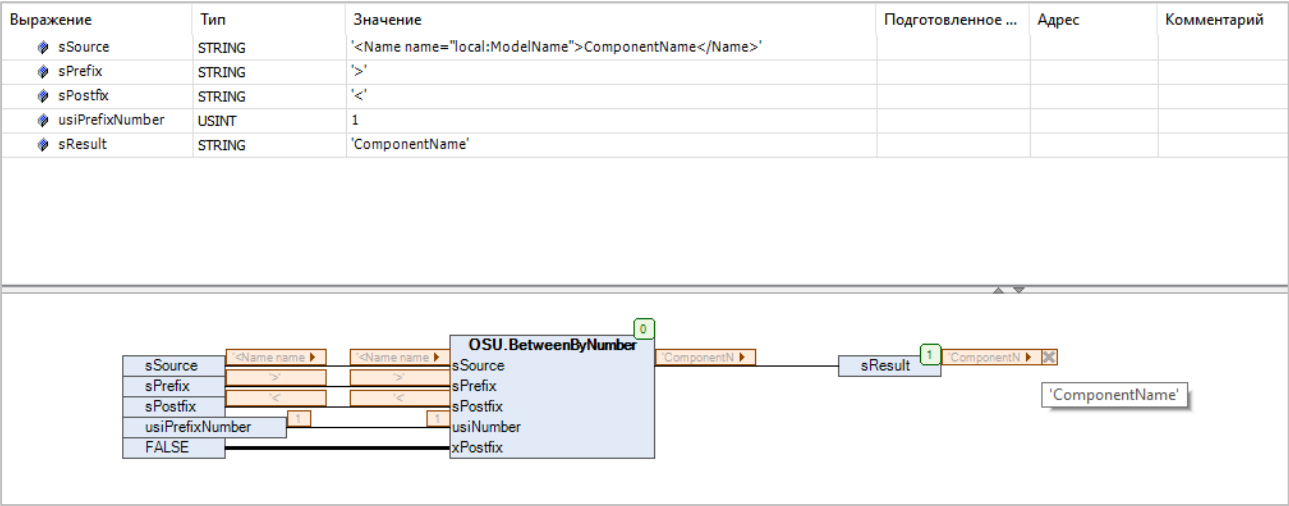 Выражение Тип Значение Подготовленное ... Адрес Комментарий
sSource STRING '<Name name="local:ModelName">ComponentName</Name>'
sPrefix STRING '>'
sPostfix STRING '<'
usiPrefixNumber USINT 1
sResult STRING 'ComponentName'
0
OSU.BetweenByNumber
sSource '<Name name '<Name name sSource 'ComponentN sResult 1 'ComponentN
sPrefix '>' '>' sPrefix
sPostfix '<' '<' sPostfix
usiPrefixNumber 1 1 usiNumber
FALSE xPostfix
'ComponentName'